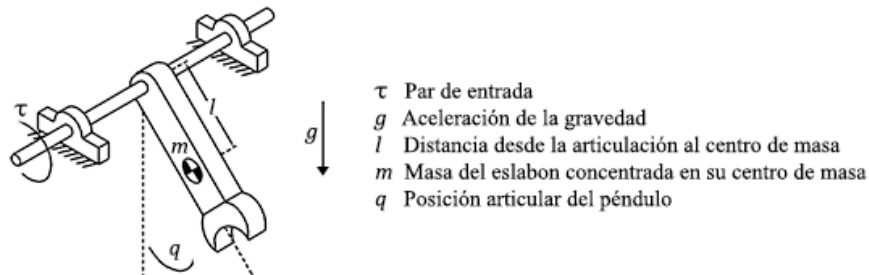 τ
l
m
q
g
τ Par de entrada
g Aceleración de la gravedad
l Distancia desde la articulación al centro de masa
m Masa del eslabon concentrada en su centro de masa
q Posición articular del péndulo